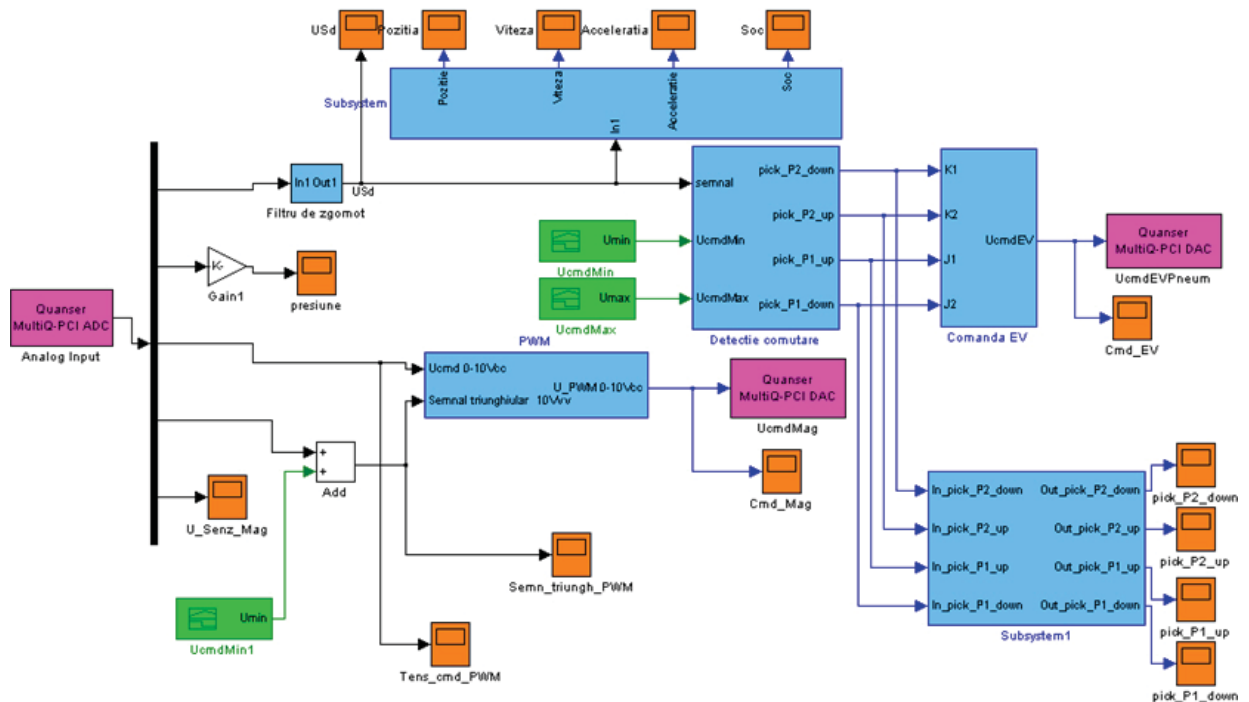 USd
Pozitia
Viteza
Acceleratia
Soc
Subsystem
Pozitie
Viteza
Acceleratie
Soc
In1
In1 Out1
Filtru de zgomot
USd
semnal
UcmdMin
UcmdMax
pick_P2_down
pick_P2_up
pick_P1_up
pick_P1_down
Detectie comutare
K1
K2
J1
J2
UcmdEV
Comanda EV
Quanser
MultiQ-PCI DAC
UcmdEVPneum
Cmd_EV
Umin
UcmdMin
Umax
UcmdMax
K-
Gain1
presiune
Quanser
MultiQ-PCI ADC
Analog Input
PWM
Ucmd 0-10Vcc
Semnal triunghiular 10Vvv
U_PWM 0-10Vcc
Quanser
MultiQ-PCI DAC
UcmdMag
Cmd_Mag
+
+
Add
U_Senz_Mag
Semn_triungh_PWM
Umin
UcmdMin1
Tens_cmd_PWM
In_pick_P2_down
In_pick_P2_up
In_pick_P1_up
In_pick_P1_down
Out_pick_P2_down
Out_pick_P2_up
Out_pick_P1_up
Out_pick_P1_down
Subsystem1
pick_P2_down
pick_P2_up
pick_P1_up
pick_P1_down